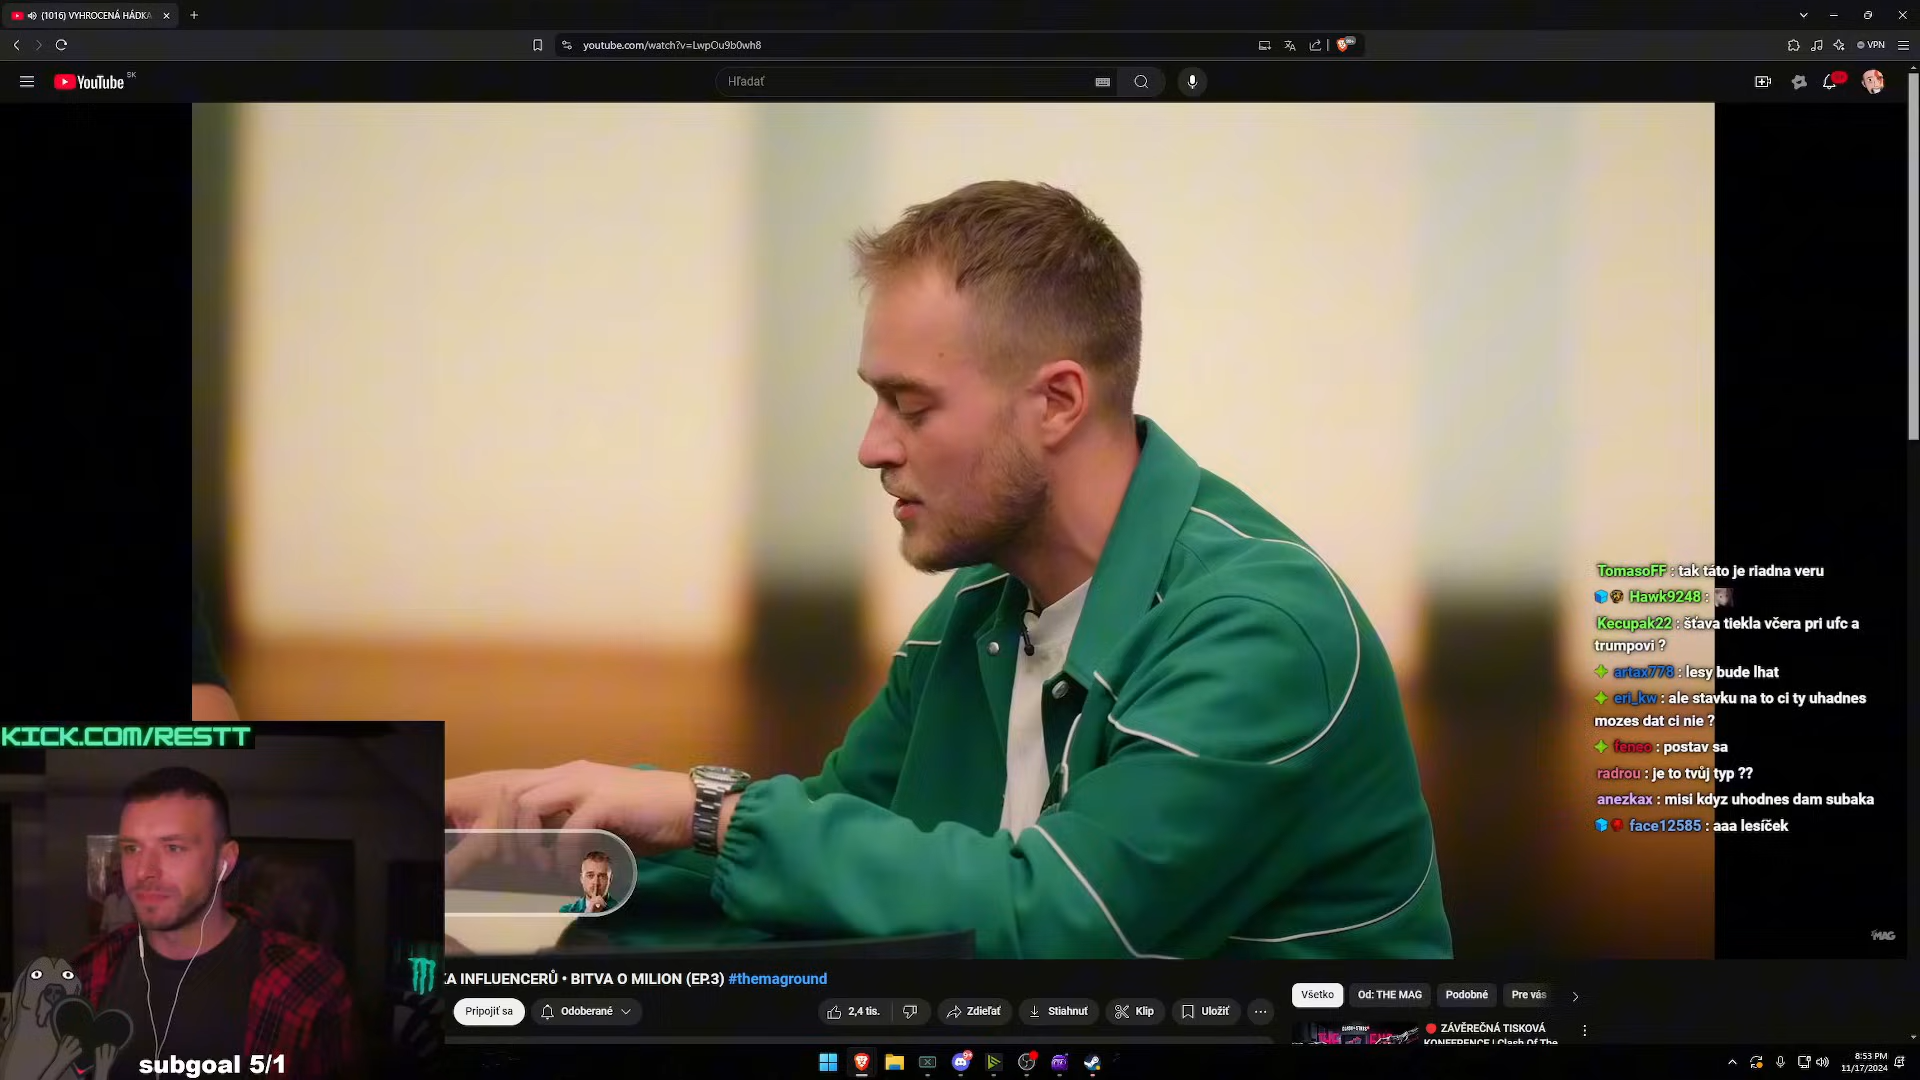 (1016) VYHROCENÁ HÁDKA
youtube.com/watch?v=LwpOu9b0wh8
VPN
YouTube SK
Hľadať
TomasoFF : tak táto je riadna veru
Hawk9248 :
Kecupak22 : šťava tiekla včera pri ufc a
trumpovi ?
artax778 : lesy bude lhat
eri_kw : ale stavku na to ci ty uhadnes
mozes dat ci nie ?
feneo : postav sa
radrou : je to tvůj typ ??
anezkax : misi kdyz uhodnes dam subaka
face12585 : aaa lesíček
KICK.COM/RESTT
MAG
KA INFLUENCERŮ • BITVA O MILION (EP.3) #themaground
Pripojiť sa
Odoberané
2,4 tis.
Zdieľať
Stiahnuť
Klip
Uložiť
Všetko
Od: THE MAG
Podobné
Pre vás
ZÁVĚREČNÁ TISKOVÁ
KONFERENCE | Clash Of The
subgoal 5/1
8:53 PM
11/17/2024